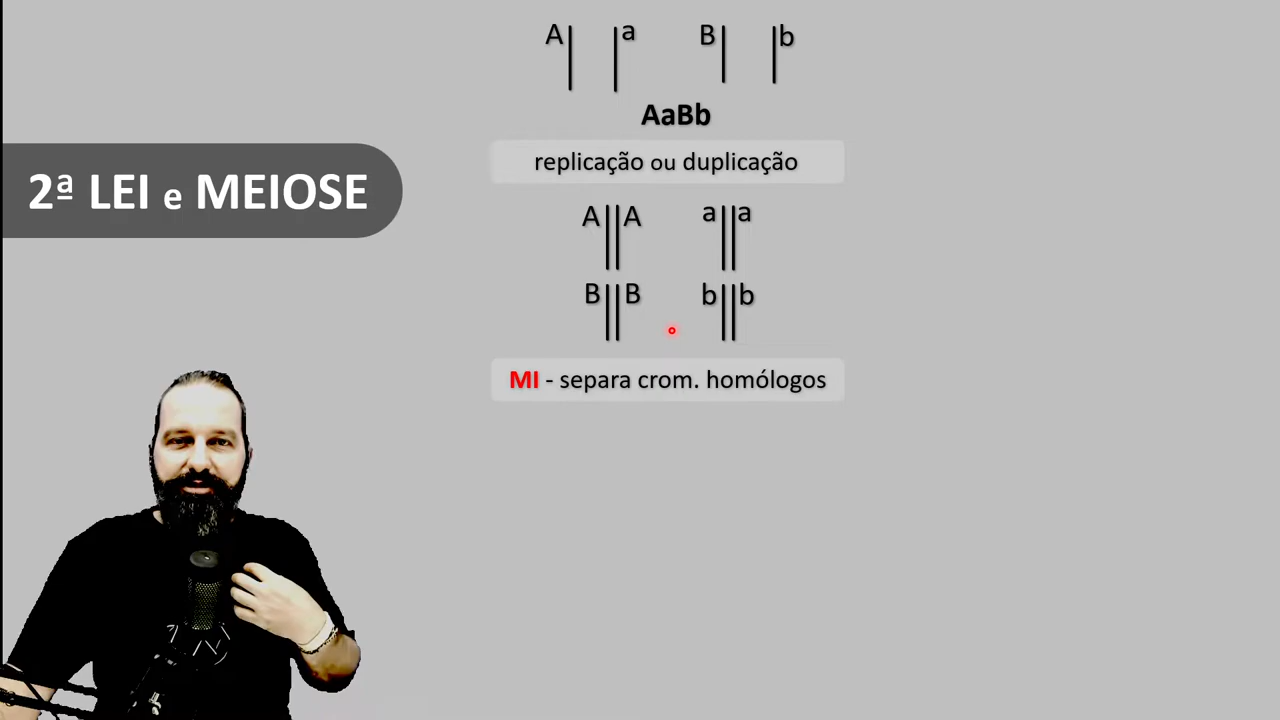 A a B b
AaBb
replicação ou duplicação
2ª LEI e MEIOSE
A A a a
B B b b
MI - separa crom. homólogos